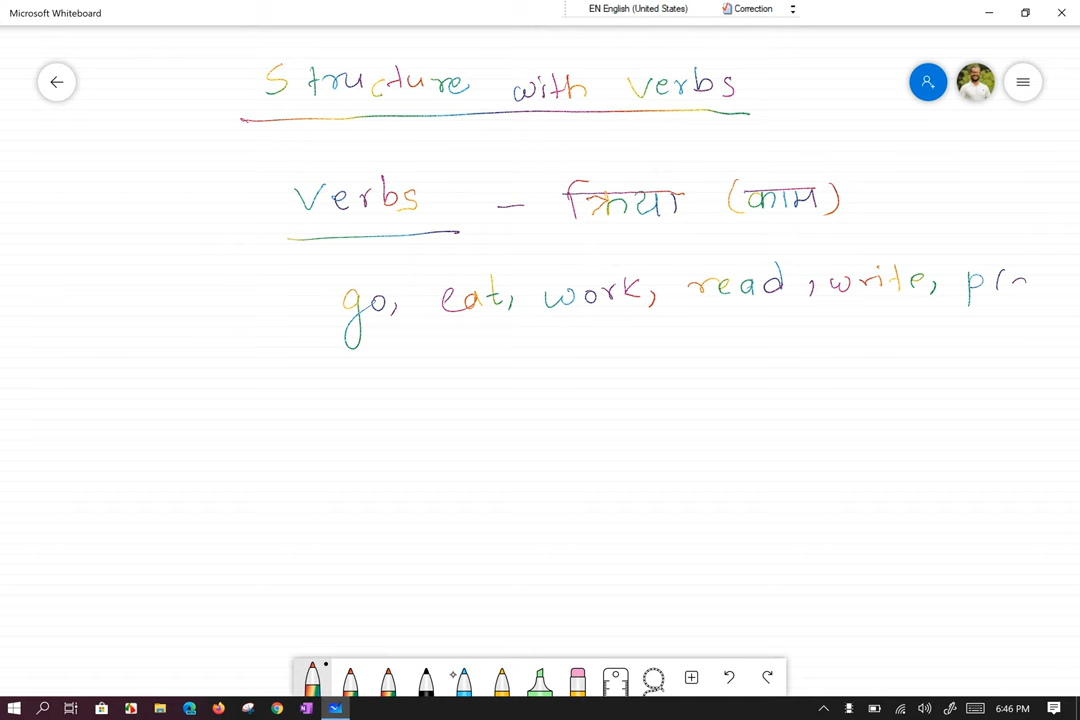 Microsoft Whiteboard
EN English (United States) Correction
Structure with verbs
verbs - क्रिया (काम)
go, eat, work, read, write, p
6:46 PM